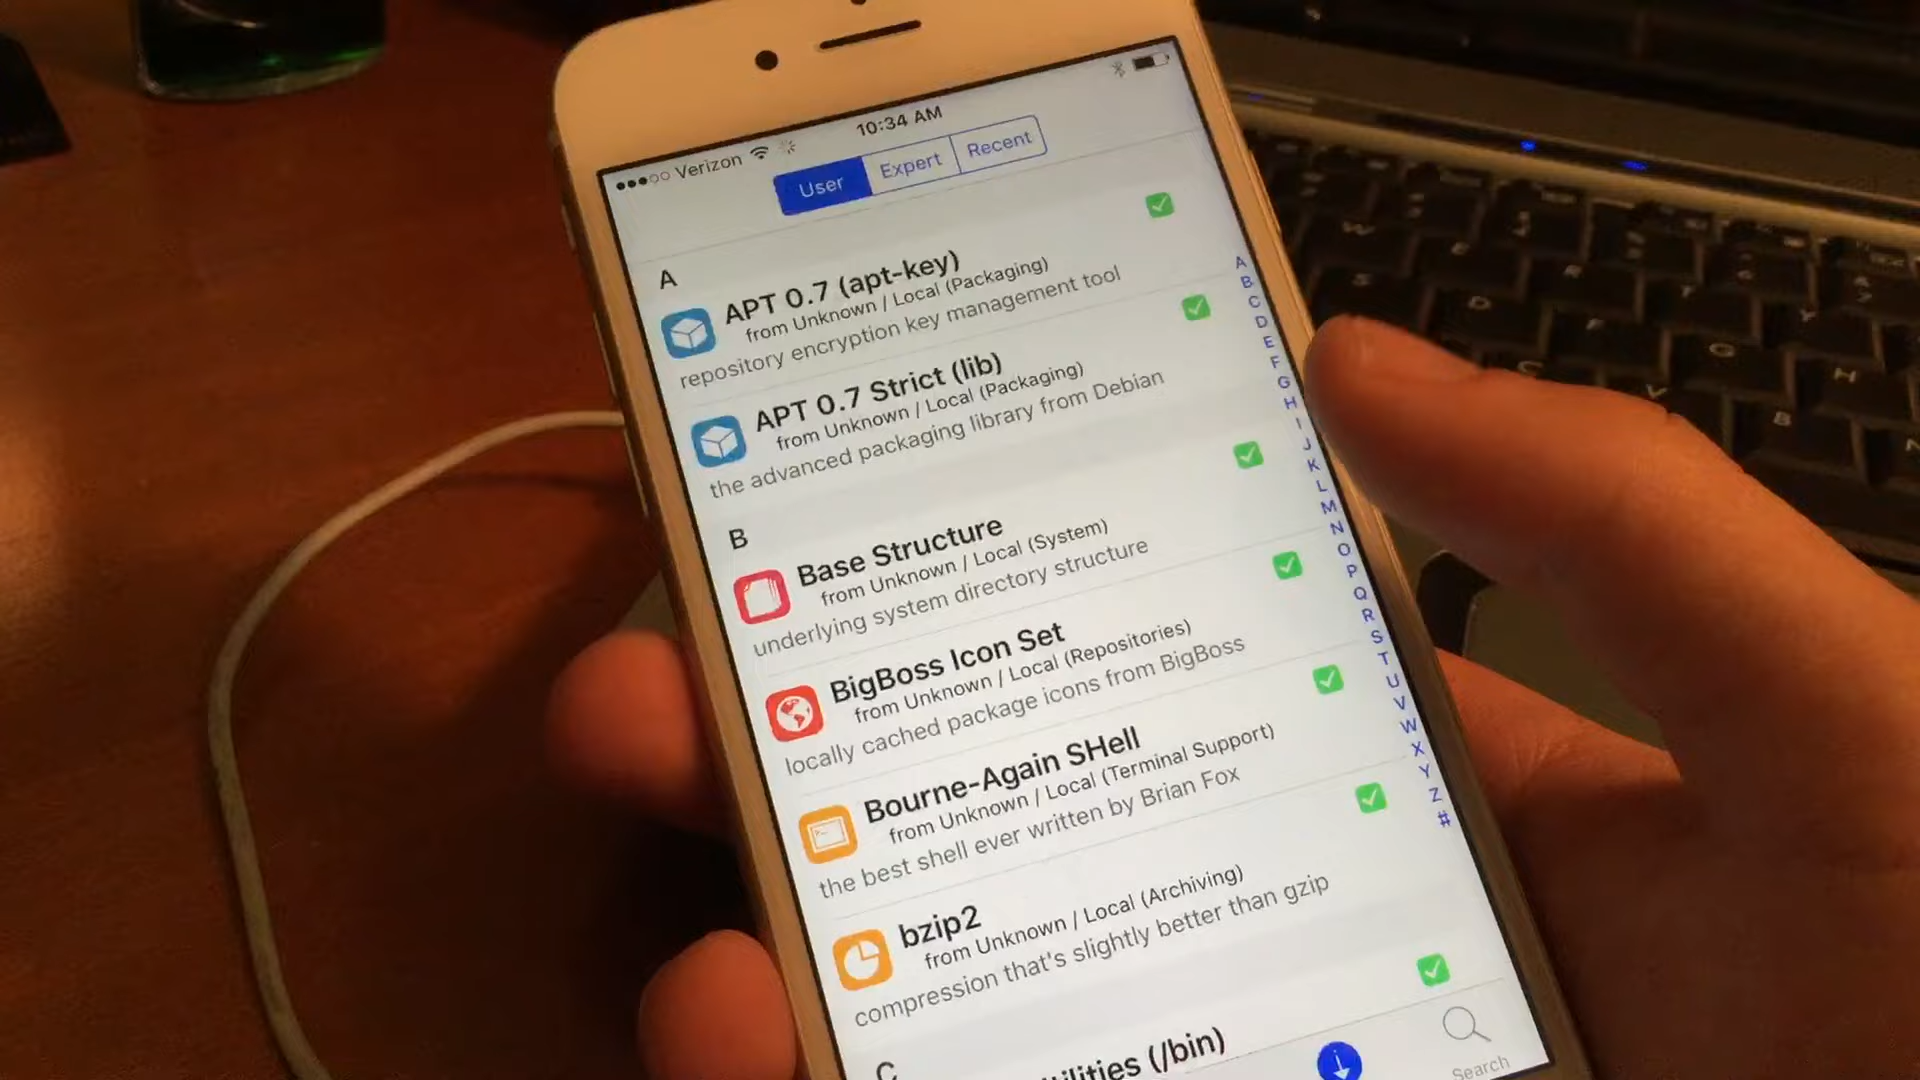 10:34 AM
Verizon
User Expert Recent
A
APT 0.7 (apt-key)
from Unknown / Local (Packaging)
repository encryption key management tool
APT 0.7 Strict (lib)
from Unknown / Local (Packaging)
the advanced packaging library from Debian
B
Base Structure
from Unknown / Local (System)
underlying system directory structure
BigBoss Icon Set
from Unknown / Local (Repositories)
locally cached package icons from BigBoss
Bourne-Again SHell
from Unknown / Local (Terminal Support)
the best shell ever written by Brian Fox
bzip2
from Unknown / Local (Archiving)
compression that's slightly better than gzip
C
(/bin)
Search
A
B
C
D
E
F
G
H
I
J
K
L
M
N
O
P
Q
R
S
T
U
V
W
X
Y
Z
#